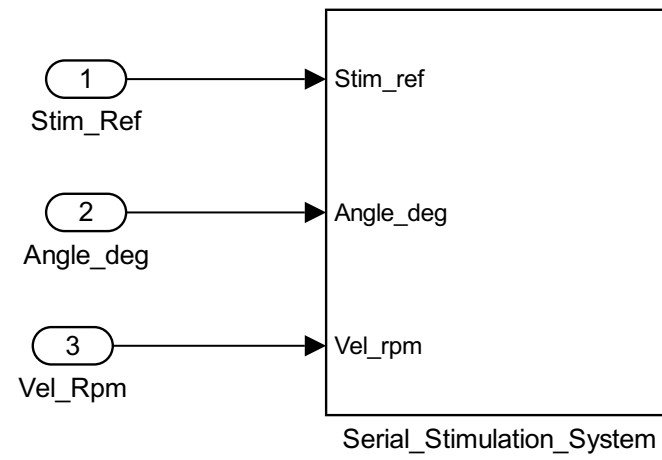 1
Stim_Ref
Stim_ref
2
Angle_deg
Angle_deg
3
Vel_Rpm
Vel_rpm
Serial_Stimulation_System